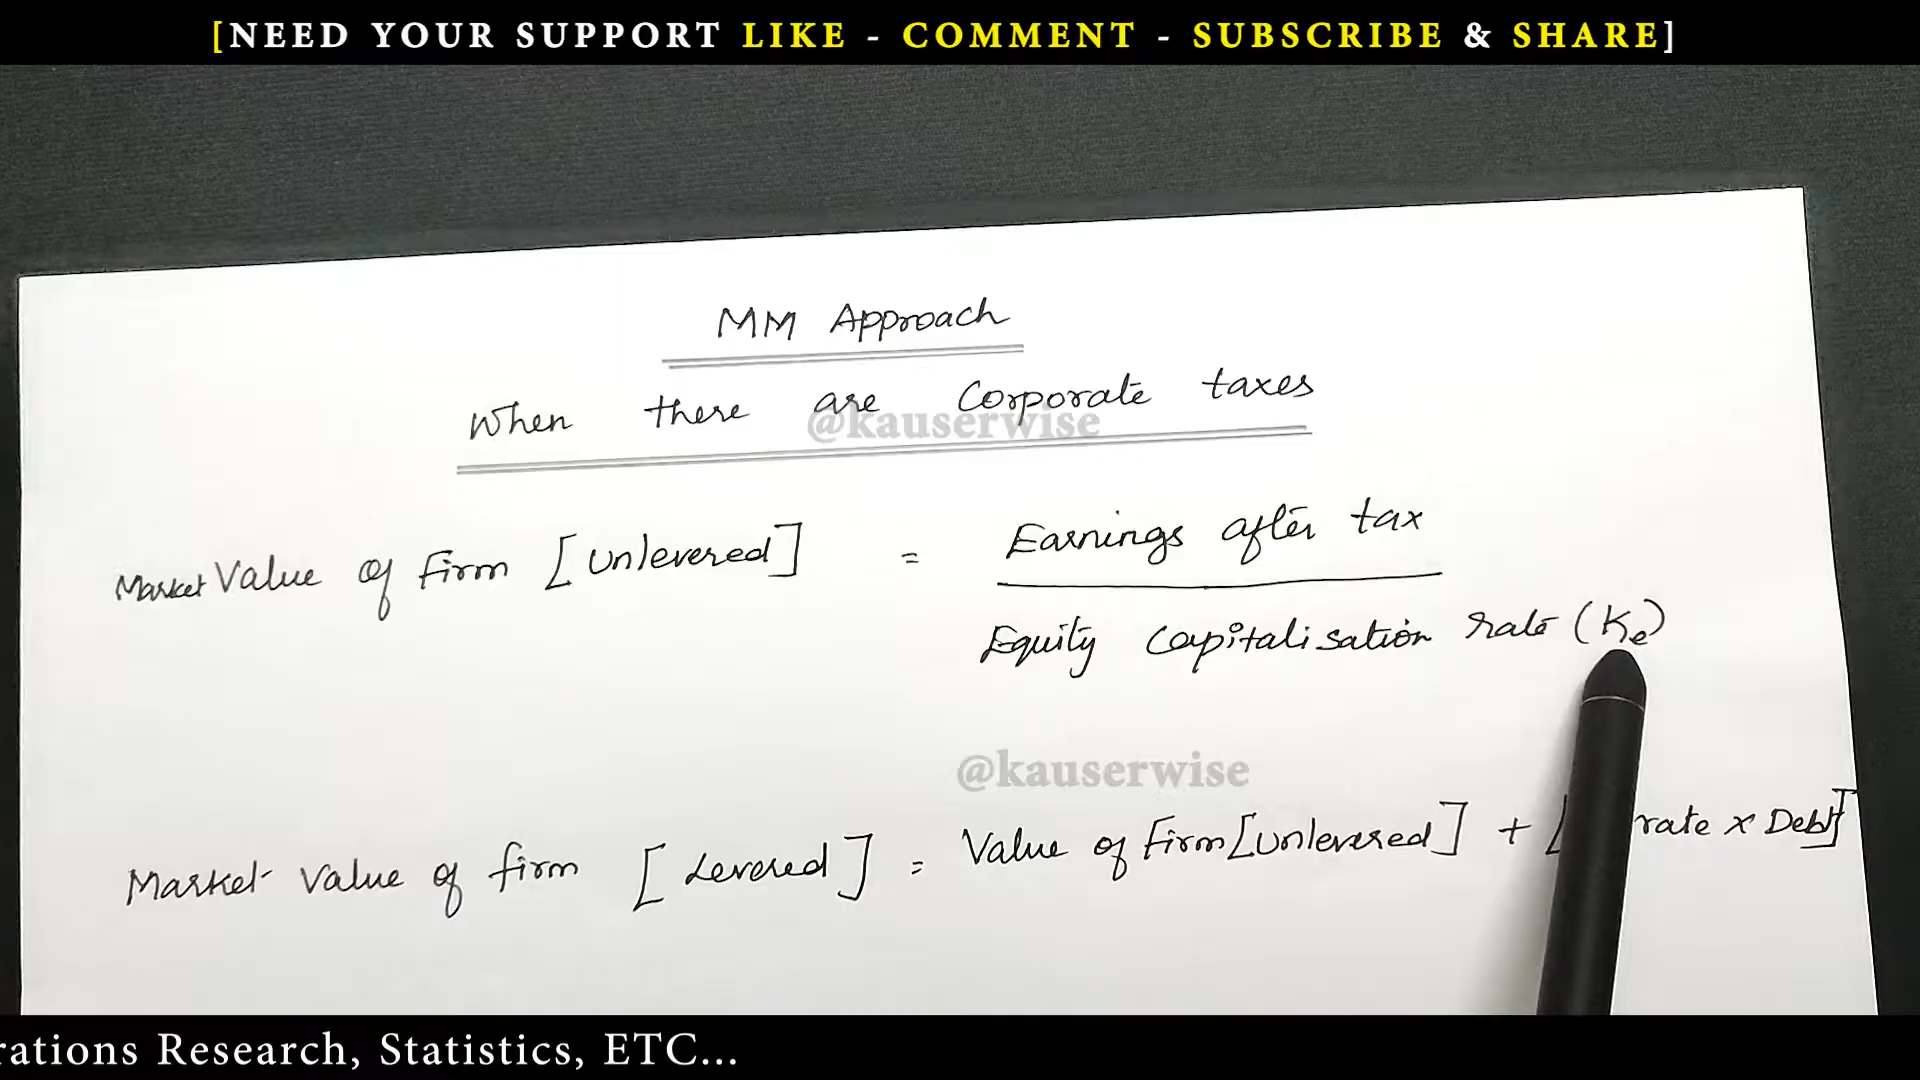 [NEED YOUR SUPPORT LIKE - COMMENT - SUBSCRIBE & SHARE]
MM Approach
When there are Corporate taxes
@kauserwise
Market Value of Firm [Unlevered] = Earnings after tax
Equity Capitalisation rate (Ke)
@kauserwise
Market Value of firm [Levered] = Value of Firm [Unlevered] + [ rate x Debt]
rations Research, Statistics, ETC...